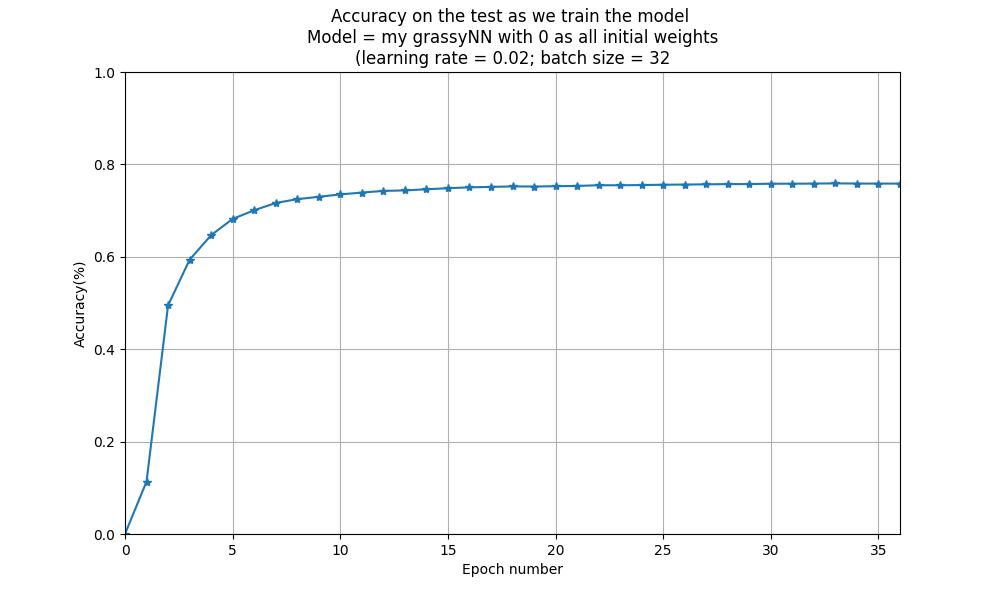 Accuracy on the test as we train the model
Model = my grassyNN with 0 as all initial weights
(learning rate = 0.02; batch size = 32
1.0
0.8
0.6
0.4
0.2
0.0
Accuracy(%)
0 5 10 15 20 25 30 35
Epoch number